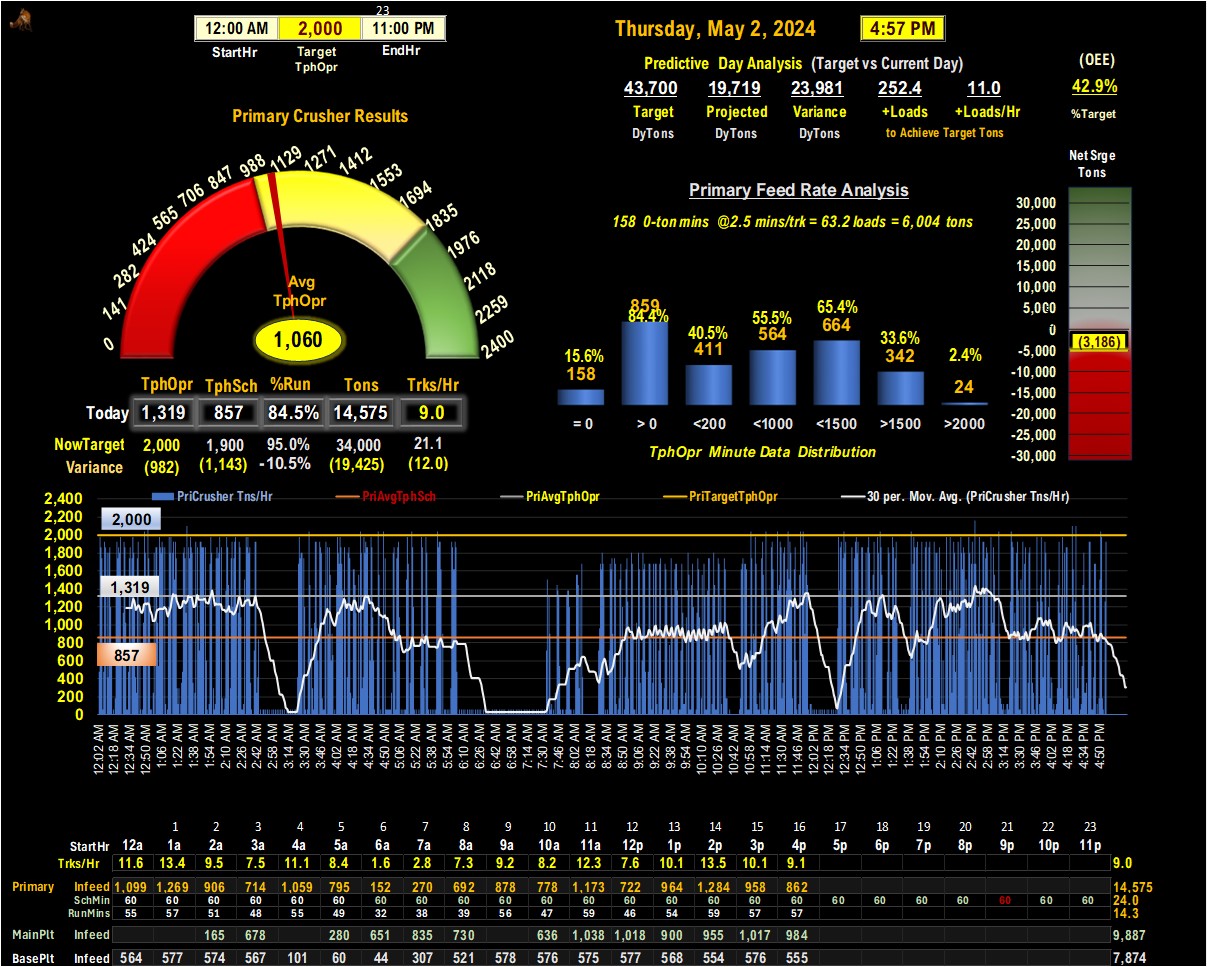 23
12:00 AM 2,000 11:00 PM
StartHr Target EndHr
TphOpr
Thursday, May 2, 2024 4:57 PM
Predictive Day Analysis (Target vs Current Day)
(OEE)
43,700 19,719 23,981 252.4 11.0
42.9%
Target Projected Variance +Loads +Loads/Hr
%Target
DyTons DyTons DyTons to Achieve Target Tons
Primary Crusher Results
0 141 282 424 565 706 847 988 1129 1271 1412 1553 1694 1835 1976 2118 2259 2400
Avg
TphOpr
1,060
TphOpr TphSch %Run Tons Trks/Hr
Today 1,319 857 84.5% 14,575 9.0
NowTarget 2,000 1,900 95.0% 34,000 21.1
Variance (982) (1,143) -10.5% (19,425) (12.0)
Primary Feed Rate Analysis
158 0-ton mins @2.5 mins/trk = 63.2 loads = 6,004 tons
15.6% 84.4% 40.5% 55.5% 65.4% 33.6% 2.4%
158 859 411 564 664 342 24
= 0 > 0 <200 <1000 <1500 >1500 >2000
TphOpr Minute Data Distribution
Net Srge
Tons
30,000
25,000
20,000
15,000
10,000
5,000
0
(3,186)
-5,000
-10,000
-15,000
-20,000
-25,000
-30,000
PriCrusher Tns/Hr PriAvgTphSch PriAvgTphOpr PriTargetTphOpr 30 per. Mov. Avg. (PriCrusher Tns/Hr)
2,400
2,200
2,000
1,800
1,600
1,400
1,200
1,000
800
600
400
200
0
2,000
1,319
857
12:02 AM 12:18 AM 12:34 AM 12:50 AM 1:06 AM 1:22 AM 1:38 AM 1:54 AM 2:10 AM 2:26 AM 2:42 AM 2:58 AM 3:14 AM 3:30 AM 3:46 AM 4:02 AM 4:18 AM 4:34 AM 4:50 AM 5:06 AM 5:22 AM 5:38 AM 5:54 AM 6:10 AM 6:26 AM 6:42 AM 6:58 AM 7:14 AM 7:30 AM 7:46 AM 8:02 AM 8:18 AM 8:34 AM 8:50 AM 9:06 AM 9:22 AM 9:38 AM 9:54 AM 10:10 AM 10:26 AM 10:42 AM 10:58 AM 11:14 AM 11:30 AM 11:46 AM 12:02 PM 12:18 PM 12:34 PM 12:50 PM 1:06 PM 1:22 PM 1:38 PM 1:54 PM 2:10 PM 2:26 PM 2:42 PM 2:58 PM 3:14 PM 3:30 PM 3:46 PM 4:02 PM 4:18 PM 4:34 PM 4:50 PM
1 2 3 4 5 6 7 8 9 10 11 12 13 14 15 16 17 18 19 20 21 22 23
StartHr 12a 1a 2a 3a 4a 5a 6a 7a 8a 9a 10a 11a 12p 1p 2p 3p 4p 5p 6p 7p 8p 9p 10p 11p
Trks/Hr 11.6 13.4 9.5 7.5 11.1 8.4 1.6 2.8 7.3 9.2 8.2 12.3 7.6 10.1 13.5 10.1 9.1 9.0
Primary Infeed 1,099 1,269 906 714 1,059 795 152 270 692 878 778 1,173 722 964 1,284 958 862 14,575
SchMin 60 60 60 60 60 60 60 60 60 60 60 60 60 60 60 60 60 60 60 60 60 60 60 60 24.0
RunMins 55 57 51 48 55 49 32 38 39 56 47 59 46 54 59 57 57 14.3
MainPlt Infeed 165 678 280 651 835 730 636 1,038 1,018 900 955 1,017 984 9,887
BasePlt Infeed 564 577 574 567 101 60 44 307 521 578 576 575 577 568 554 576 555 7,874